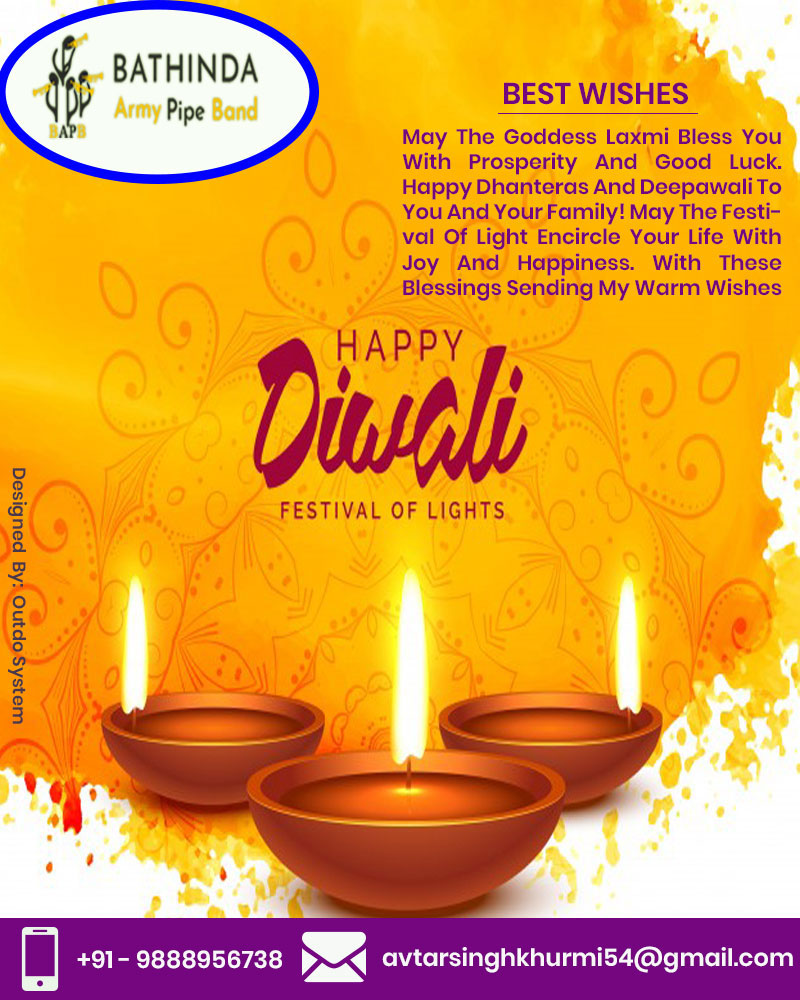 BATHINDA
Army Pipe Band
BAPB
BEST WISHES
May The Goddess Laxmi Bless You
With Prosperity And Good Luck.
Happy Dhanteras And Deepawali To
You And Your Family! May The Festi-
val Of Light Encircle Your Life With
Joy And Happiness. With These
Blessings Sending My Warm Wishes
HAPPY
Diwali
FESTIVAL OF LIGHTS
Designed By: Outdo System
+91 - 9888956738
avtarsinghkhurmi54@gmail.com